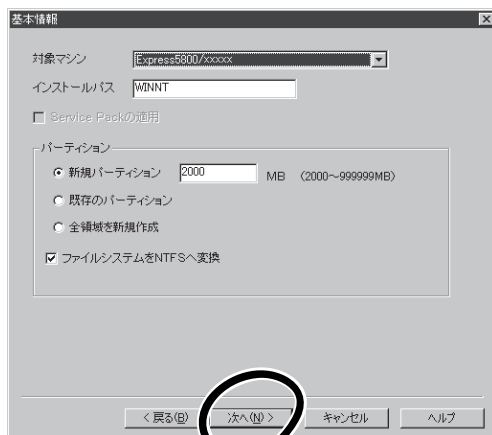 基本情報
対象マシン Express5800/xxxxx
インストールパス WINNT
Service Packの適用
パーティション
新規パーティション 2000 MB (2000~999999MB)
既存のパーティション
全領域を新規作成
ファイルシステムをNTFSへ変換
< 戻る(B) 次へ(N) > キャンセル ヘルプ